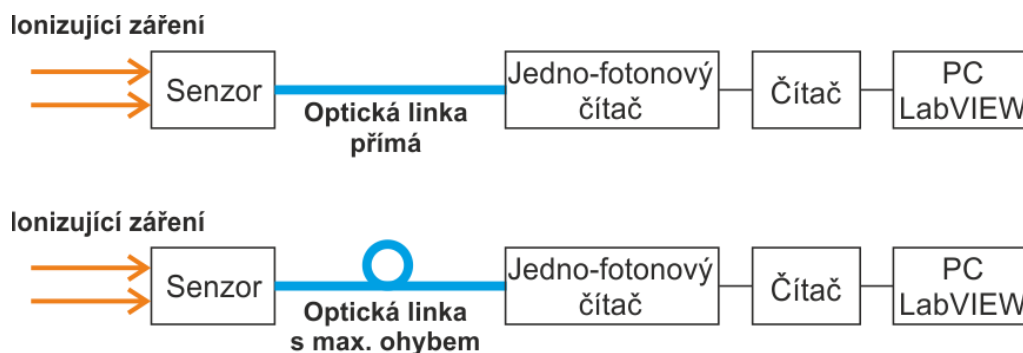 Ionizující záření
Senzor
Optická linka
přímá
Jedno-fotonový
čítač
Čítač
PC
LabVIEW
Ionizující záření
Senzor
Optická linka
s max. ohybem
Jedno-fotonový
čítač
Čítač
PC
LabVIEW